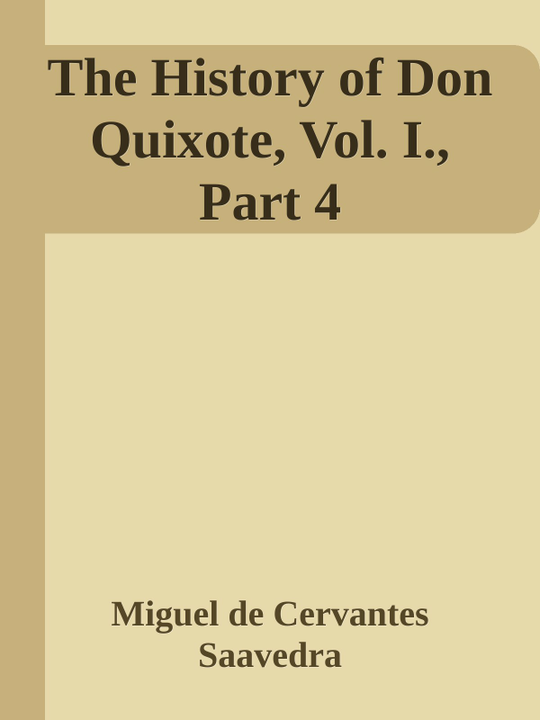 The History of Don
Quixote, Vol. I.,
Part 4
Miguel de Cervantes
Saavedra